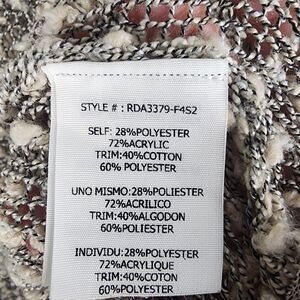 STYLE # : RDA3379-F4S2
SELF: 28%POLYESTER
72%ACRYLIC
TRIM:40%COTTON
60% POLYESTER
UNO MISMO:28%POLIESTER
72%ACRILICO
TRIM:40%ALGODON
60%POLIESTER
INDIVIDU:28%POLYESTER
72%ACRYLIQUE
TRIM:40%COTON
60%POLYESTER